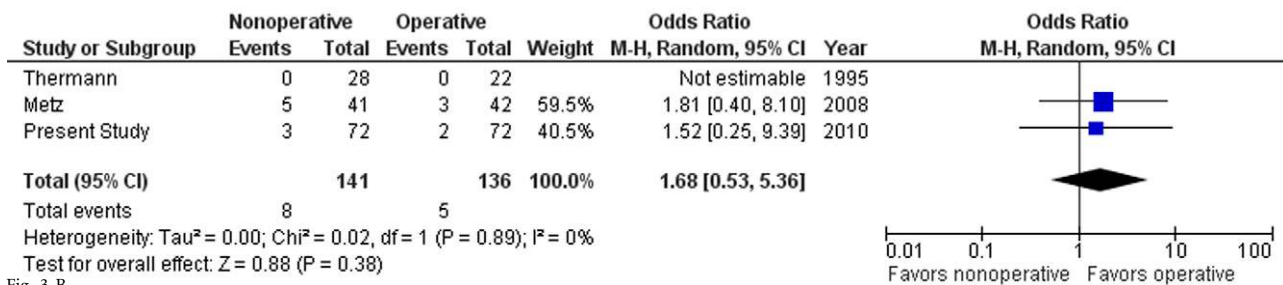 Nonoperative Operative Odds Ratio Odds Ratio
Study or Subgroup Events Total Events Total Weight M-H, Random, 95% CI Year M-H, Random, 95% CI
Thermann 0 28 0 22 Not estimable 1995
Metz 5 41 3 42 59.5% 1.81 [0.40, 8.10] 2008
Present Study 3 72 2 72 40.5% 1.52 [0.25, 9.39] 2010
Total (95% CI) 141 136 100.0% 1.68 [0.53, 5.36]
Total events 8 5
Heterogeneity: Tau² = 0.00; Chi² = 0.02, df = 1 (P = 0.89); I² = 0%
Test for overall effect: Z = 0.88 (P = 0.38)
0.01 0.1 1 10 100
Favors nonoperative Favors operative
Fig. 3-B